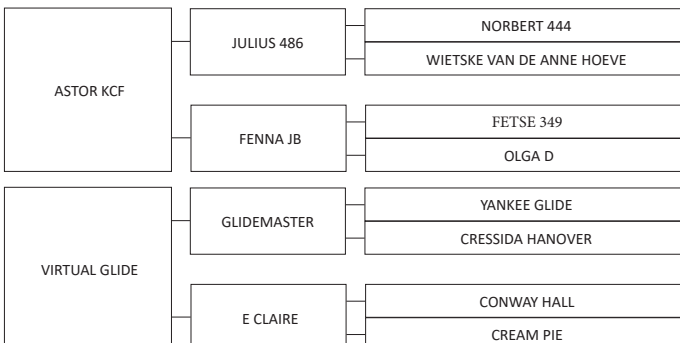 ASTOR KCF
JULIUS 486
NORBERT 444
WIETSKE VAN DE ANNE HOEVE
FENNA JB
FETSE 349
OLGA D
VIRTUAL GLIDE
GLIDEMASTER
YANKEE GLIDE
CRESSIDA HANOVER
E CLAIRE
CONWAY HALL
CREAM PIE